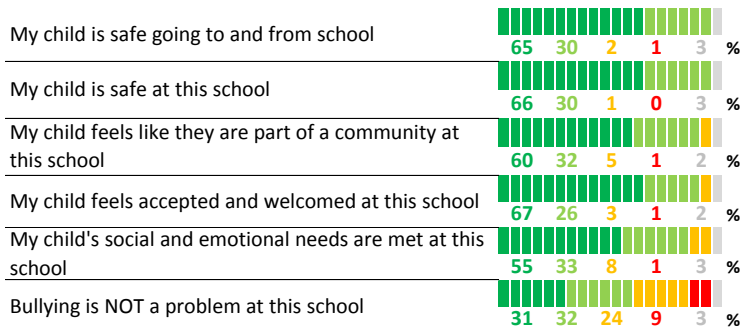 My child is safe going to and from school
65 30 2 1 3 %
My child is safe at this school
66 30 1 0 3 %
My child feels like they are part of a community at
this school
60 32 5 1 2 %
My child feels accepted and welcomed at this school
67 26 3 1 2 %
My child's social and emotional needs are met at this
school
55 33 8 1 3 %
Bullying is NOT a problem at this school
31 32 24 9 3 %